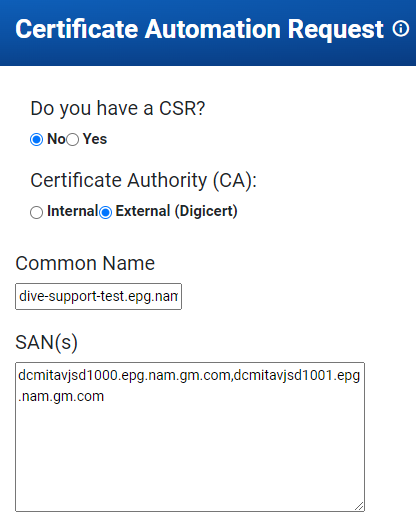 Certificate Automation Request
Do you have a CSR?
No Yes
Certificate Authority (CA):
Internal External (Digicert)
Common Name
dive-support-test.epg.nam
SAN(s)
dcmitavjsd1000.epg.nam.gm.com,dcmitavjsd1001.epg
.nam.gm.com